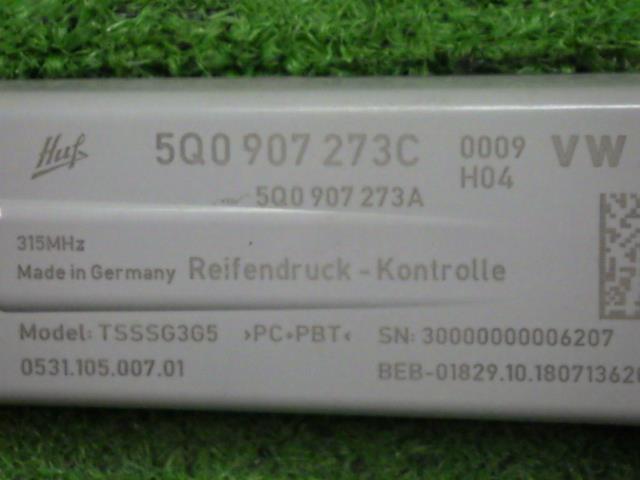 Huf 5Q0 907 273C 0009 VW
5Q0 907 273A H04
315MHz
Made in Germany Reifendruck - Kontrolle
Model: TSSSG3G5 >PC+PBT< SN: 30000000006207
0531.105.007.01 BEB-01829.10.180713620